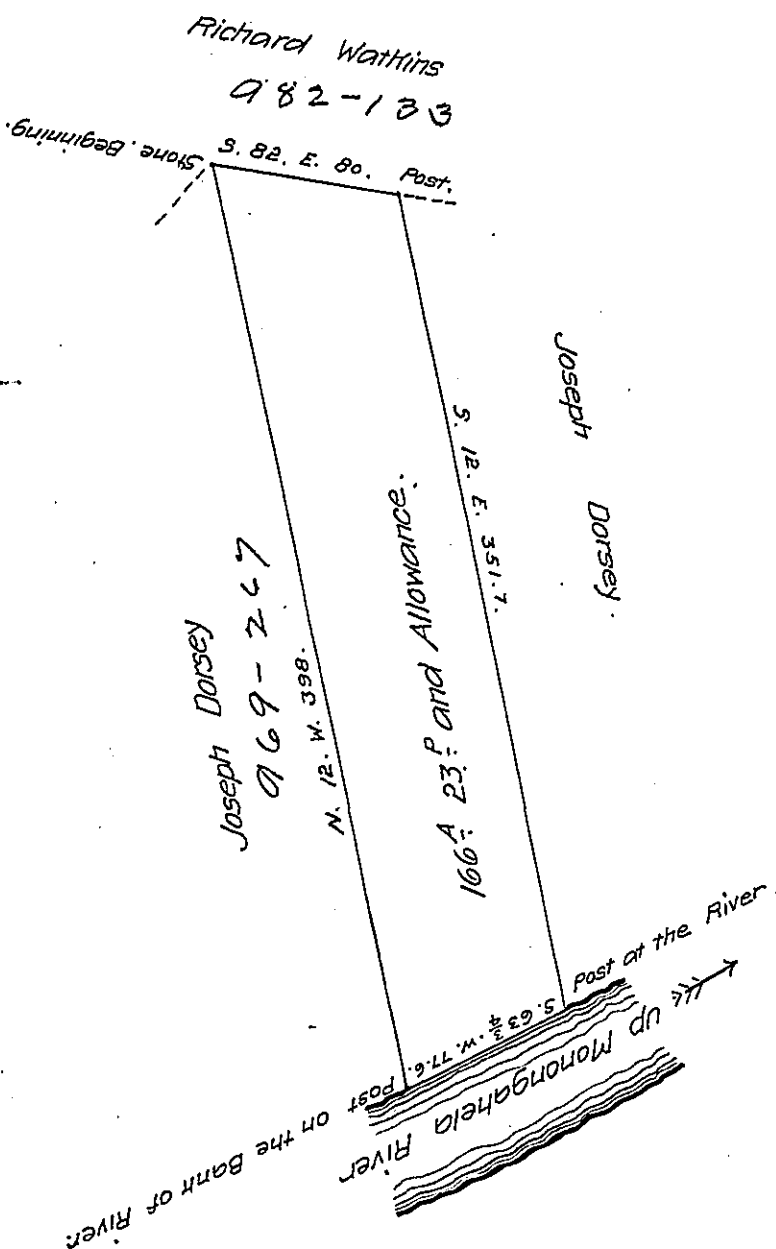 Richard Watkins
982-133
Stone. Beginning.
S. 82. E. 80.
Post.
Joseph Dorsey
S. 12. E. 351.7.
Joseph Dorsey
969-267
N. 12. W. 398.
166A 23P and Allowance.
Post at the River
S. 63 3/4. W. 77.6.
Post on the Bank of River.
UP Monongahela River